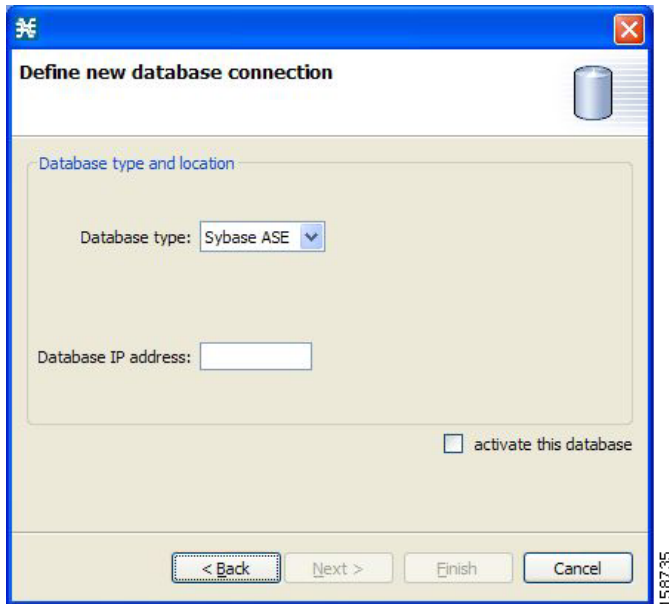 Define new database connection
Database type and location
Database type: Sybase ASE
Database IP address:
activate this database
< Back Next > Finish Cancel
158735